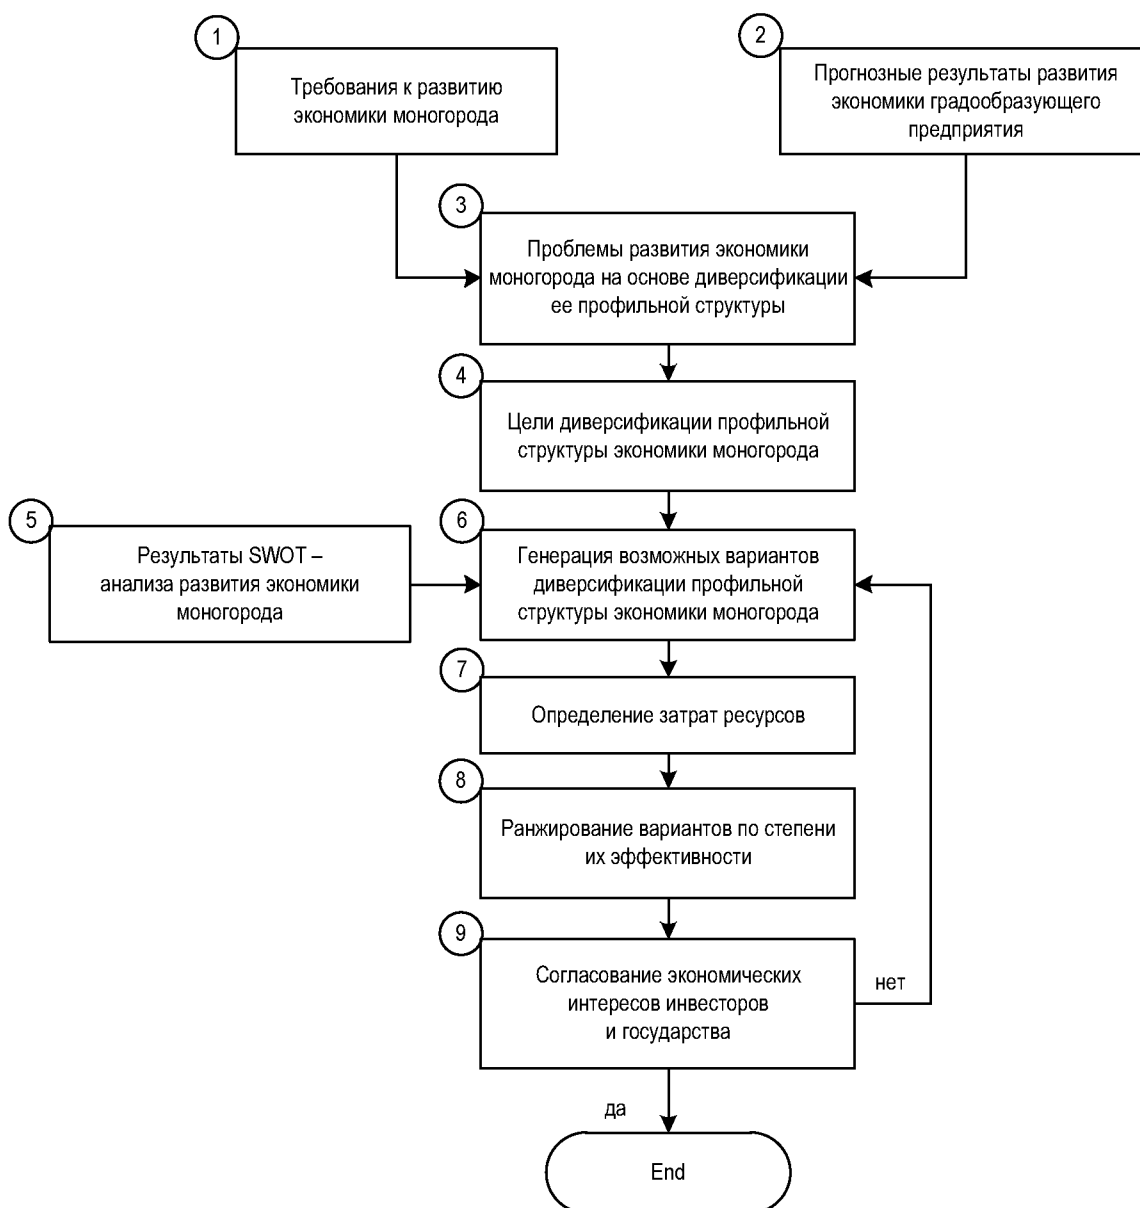 1
Требования к развитию
экономики моногорода
2
Прогнозные результаты развития
экономики градообразующего
предприятия
3
Проблемы развития экономики
моногорода на основе диверсификации
ее профильной структуры
4
Цели диверсификации профильной
структуры экономики моногорода
5
Результаты SWOT –
анализа развития экономики
моногорода
6
Генерация возможных вариантов
диверсификации профильной
структуры экономики моногорода
7
Определение затрат ресурсов
8
Ранжирование вариантов по степени
их эффективности
9
Согласование экономических
интересов инвесторов
и государства
нет
да
End